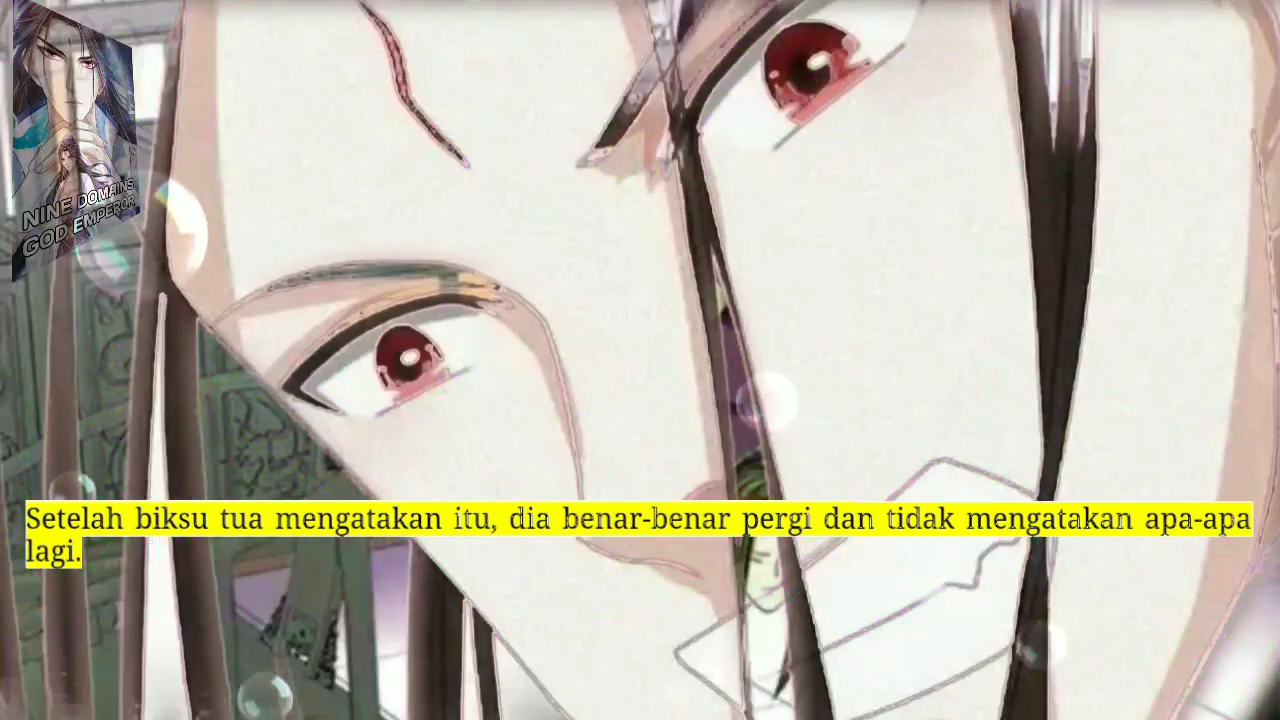 NINE DOMAINS
GOD EMPEROR
Setelah biksu tua mengatakan itu, dia benar-benar pergi dan tidak mengatakan apa-apa
lagi.